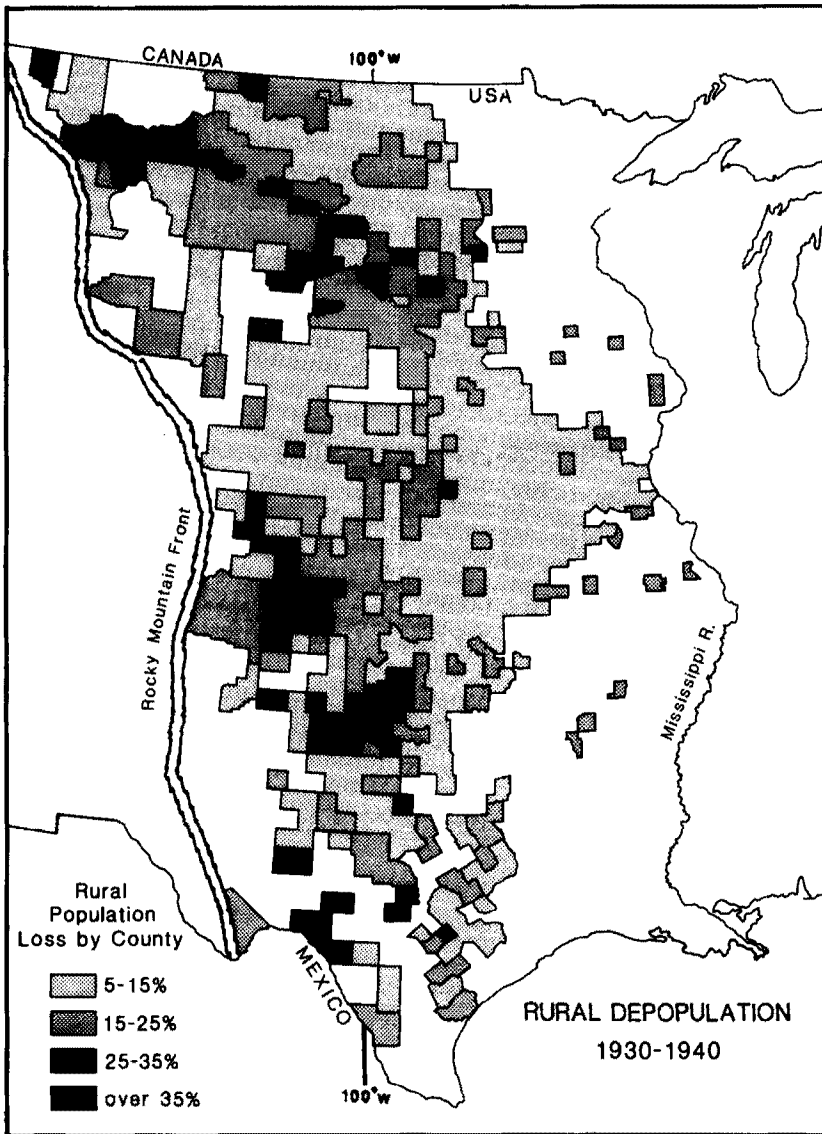 CANADA
100°W
USA
Rocky Mountain Front
Mississippi R.
Rural
Population
Loss by County
5-15%
15-25%
25-35%
over 35%
MEXICO
100°W
RURAL DEPOPULATION
1930-1940